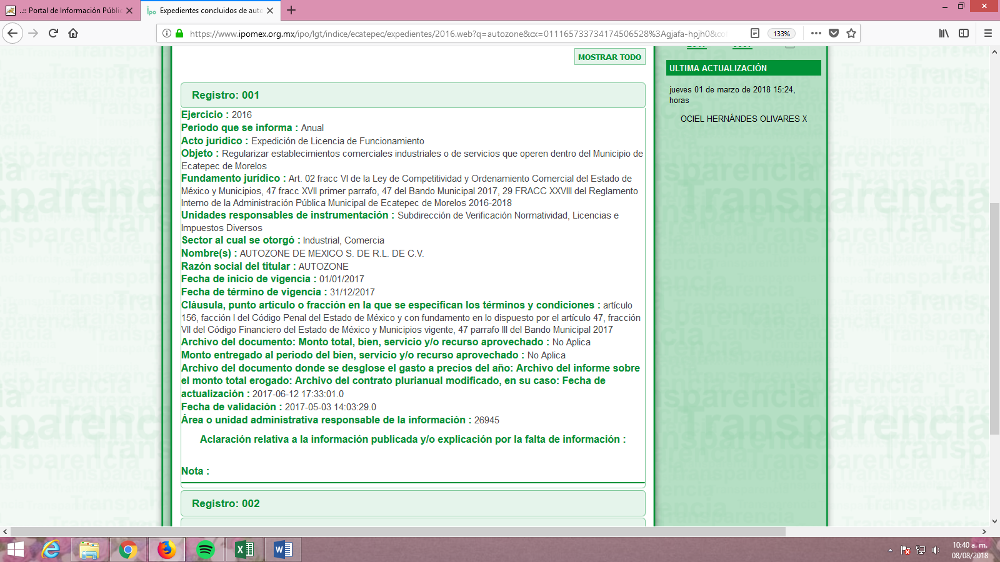 ..:: Portal de Información Públic
Expedientes concluidos de auto
https://www.ipomex.org.mx/ipo/lgt/indice/ecatepec/expedientes/2016.web?q=autozone&cx=011165733734174506528%3Agjafa-hpjh0&co
133%
MOSTRAR TODO
Registro: 001
Ejercicio : 2016
Periodo que se informa : Anual
Acto jurídico : Expedición de Licencia de Funcionamiento
Objeto : Regularizar establecimientos comerciales industriales o de servicios que operen dentro del Municipio de
Ecatepec de Morelos
Fundamento jurídico : Art. 02 fracc VI de la Ley de Competitividad y Ordenamiento Comercial del Estado de
México y Municipios, 47 fracc XVII primer parrafo, 47 del Bando Municipal 2017, 29 FRACC XXVIII del Reglamento
Interno de la Administración Pública Municipal de Ecatepec de Morelos 2016-2018
Unidades responsables de instrumentación : Subdirección de Verificación Normatividad, Licencias e
Impuestos Diversos
Sector al cual se otorgó : Industrial, Comercia
Nombre(s) : AUTOZONE DE MEXICO S. DE R.L. DE C.V.
Razón social del titular : AUTOZONE
Fecha de inicio de vigencia : 01/01/2017
Fecha de término de vigencia : 31/12/2017
Cláusula, punto artículo o fracción en la que se especifican los términos y condiciones : artículo
156, facción I del Código Penal del Estado de México y con fundamento en lo dispuesto por el artículo 47, fracción
VII del Código Financiero del Estado de México y Municipios vigente, 47 parrafo III del Bando Municipal 2017
Archivo del documento: Monto total, bien, servicio y/o recurso aprovechado : No Aplica
Monto entregado al periodo del bien, servicio y/o recurso aprovechado : No Aplica
Archivo del documento donde se desglose el gasto a precios del año: Archivo del informe sobre
el monto total erogado: Archivo del contrato plurianual modificado, en su caso: Fecha de
actualización : 2017-06-12 17:33:01.0
Fecha de validación : 2017-05-03 14:03:29.0
Área o unidad administrativa responsable de la información : 26945
Aclaración relativa a la información publicada y/o explicación por la falta de información :
Nota :
Registro: 002
ULTIMA ACTUALIZACIÓN
jueves 01 de marzo de 2018 15:24,
horas
OCIEL HERNÁNDES OLIVARES X
10:40 a. m.
08/08/2018